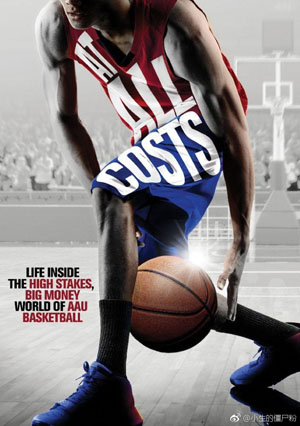 AT
ALL
COSTS
LIFE INSIDE
THE HIGH STAKES,
BIG MONEY
WORLD OF AAU
BASKETBALL
@小生的僵尸粉